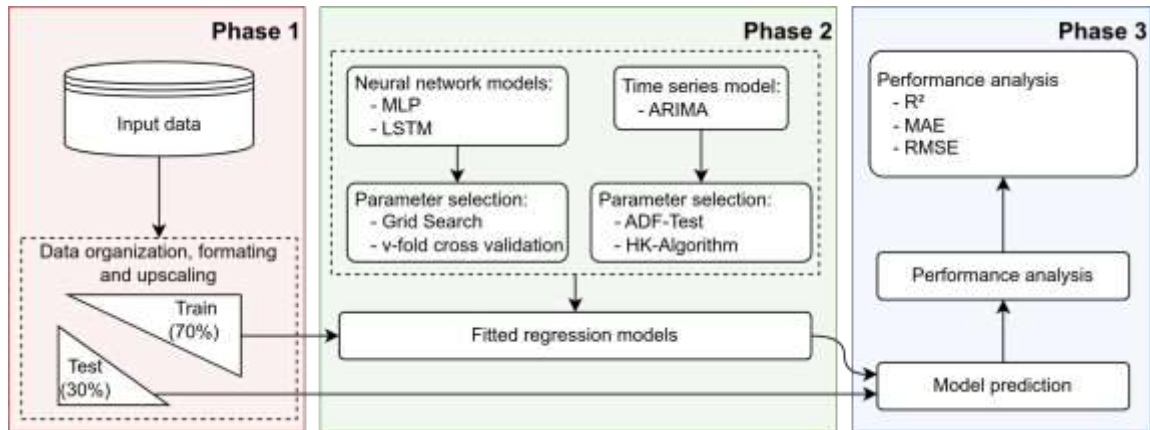 Phase 1
Input data
Data organization, formating
and upscaling
Train
(70%)
Test
(30%)
Phase 2
Neural network models:
- MLP
- LSTM
Time series model:
- ARIMA
Parameter selection:
- Grid Search
- v-fold cross validation
Parameter selection:
- ADF-Test
- HK-Algorithm
Fitted regression models
Phase 3
Performance analysis
- R²
- MAE
- RMSE
Performance analysis
Model prediction